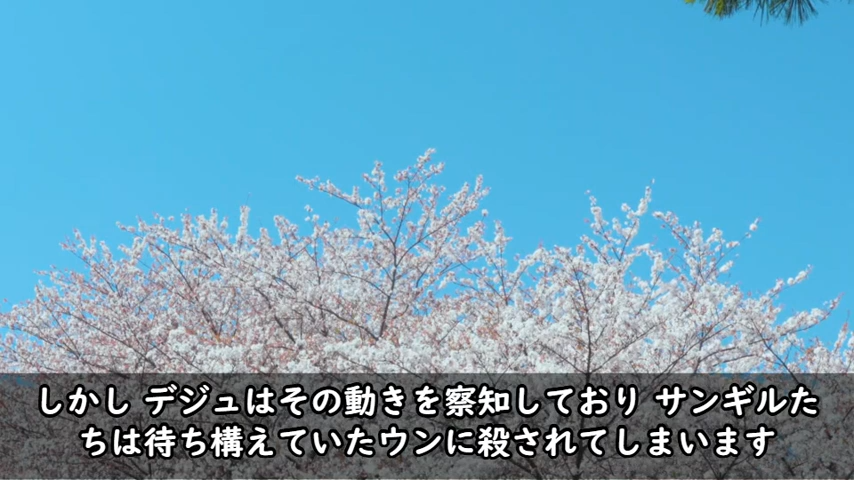 しかし デジュはその動きを察知しており サンギルた
ちは待ち構えていたウンに殺されてしまいます